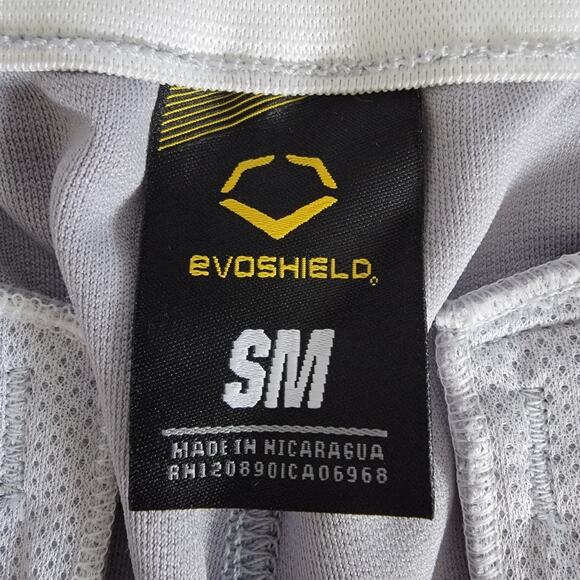 evoshield
SM
MADE IN NICARAGUA
RN120890ICA06968